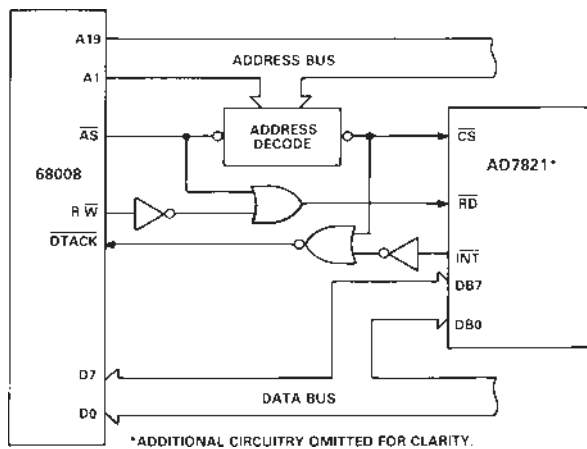 A19
ADDRESS BUS
A1
AS
ADDRESS DECODE
CS
AD7821*
68008
RD
R W
DTACK
INT
DB7
DB0
D7
DATA BUS
D0
*ADDITIONAL CIRCUITRY OMITTED FOR CLARITY.